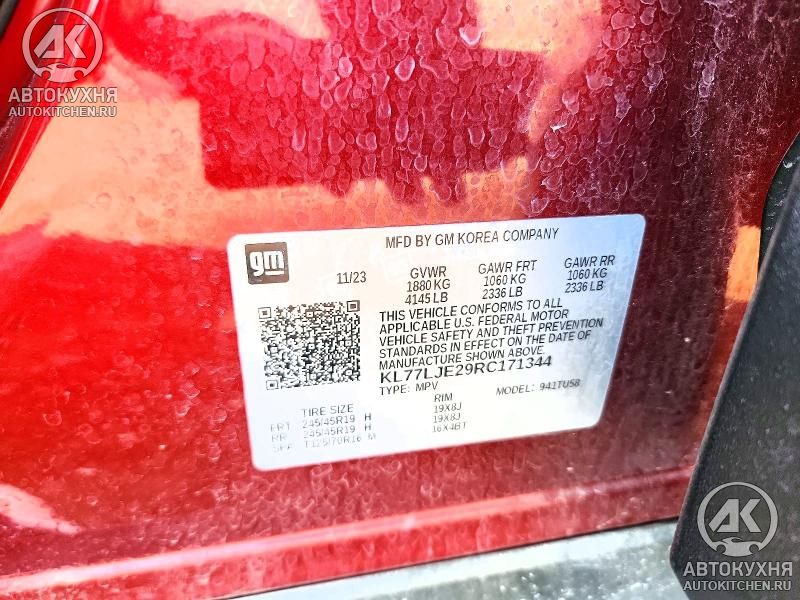 АК
АВТОКУХНЯ
AUTOKITCHEN.RU
gm
MFD BY GM KOREA COMPANY
11/23 GVWR GAWR FRT GAWR RR
1880 KG 1060 KG 1060 KG
4145 LB 2336 LB 2336 LB
THIS VEHICLE CONFORMS TO ALL
APPLICABLE U.S. FEDERAL MOTOR
VEHICLE SAFETY AND THEFT PREVENTION
STANDARDS IN EFFECT ON THE DATE OF
MANUFACTURE SHOWN ABOVE.
KL77LJE29RC171344
TYPE: MPV MODEL: 941TU58
TIRE SIZE RIM
FRT 245/45R19 H 19X8J
RR 245/45R19 H 19X8J
SPA T125/70R16 M 16X4BT
АК
АВТОКУХНЯ
AUTOKITCHEN.RU